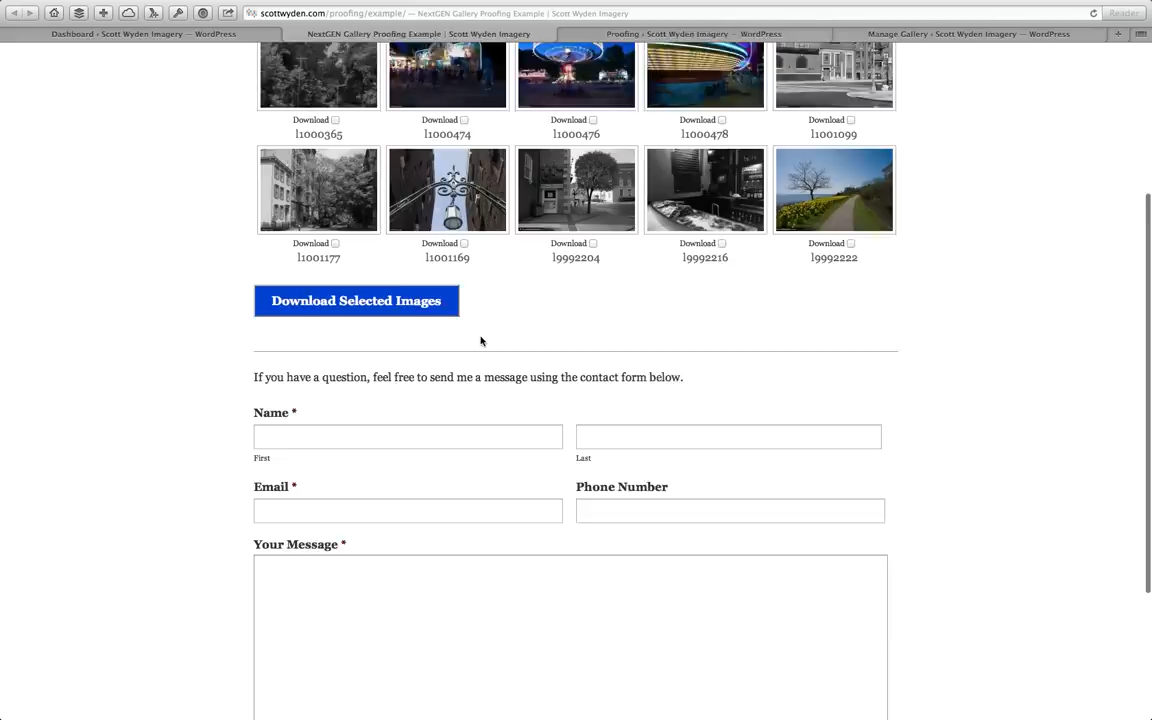 scottwyden.com/proofing/example/ — NextGEN Gallery Proofing Example | Scott Wyden Imagery
Reader
Dashboard ‹ Scott Wyden Imagery — WordPress
NextGEN Gallery Proofing Example | Scott Wyden Imagery
Proofing ‹ Scott Wyden Imagery — WordPress
Manage Gallery ‹ Scott Wyden Imagery — WordPress
Download Download Download Download Download
l1000365 l1000474 l1000476 l1000478 l1001099
Download Download Download Download Download
l1001177 l1001169 l9992204 l9992216 l9992222
Download Selected Images
If you have a question, feel free to send me a message using the contact form below.
Name *
First Last
Email * Phone Number
Your Message *